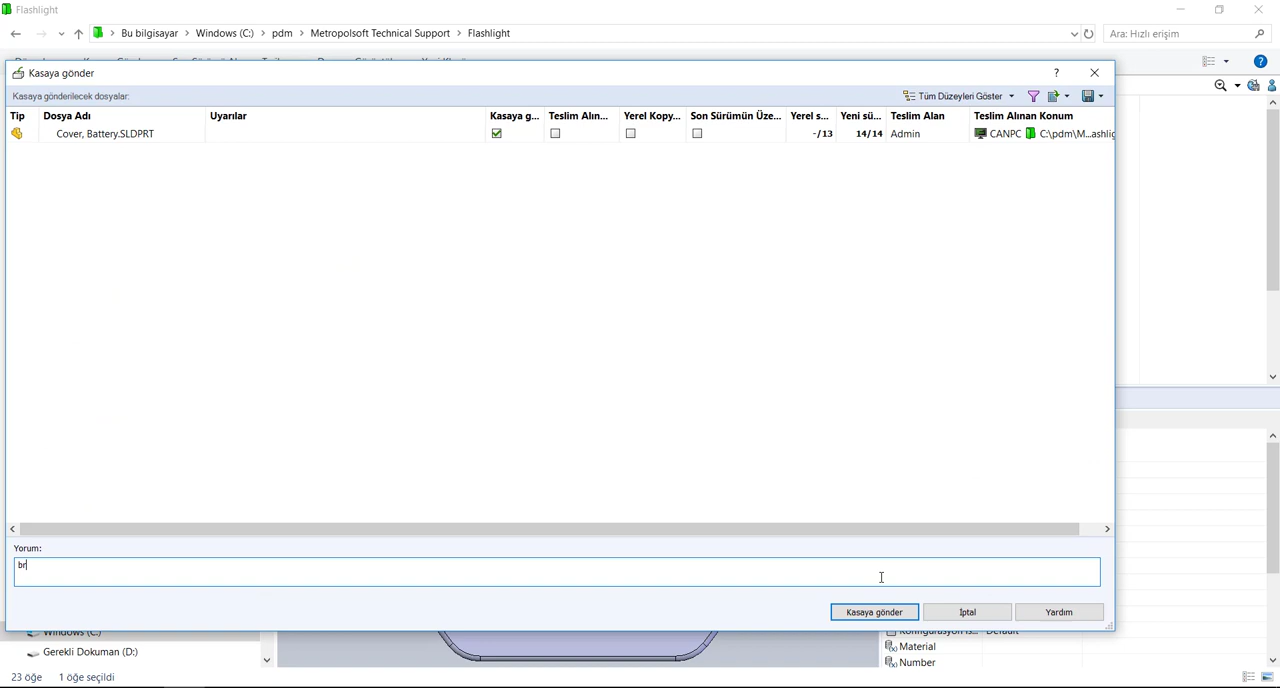 Flashlight
Bu bilgisayar > Windows (C:) > pdm > Metropolsoft Technical Support > Flashlight
Ara: Hızlı erişim
Kasaya gönder
Kasaya gönderilecek dosyalar:
Tüm Düzeyleri Göster
Tip Dosya Adı Uyarılar Kasaya g... Teslim Alın... Yerel Kopy... Son Sürümün Üze... Yerel s... Yeni sü... Teslim Alan Teslim Alınan Konum
Cover, Battery.SLDPRT -/13 14/14 Admin CANPC C:\pdm\M...ashlig
Yorum:
br
Kasaya gönder İptal Yardım
Windows (C:)
Gerekli Dokuman (D:)
Konfigürasyon İs... Default
Material
Number
23 öğe 1 öğe seçildi